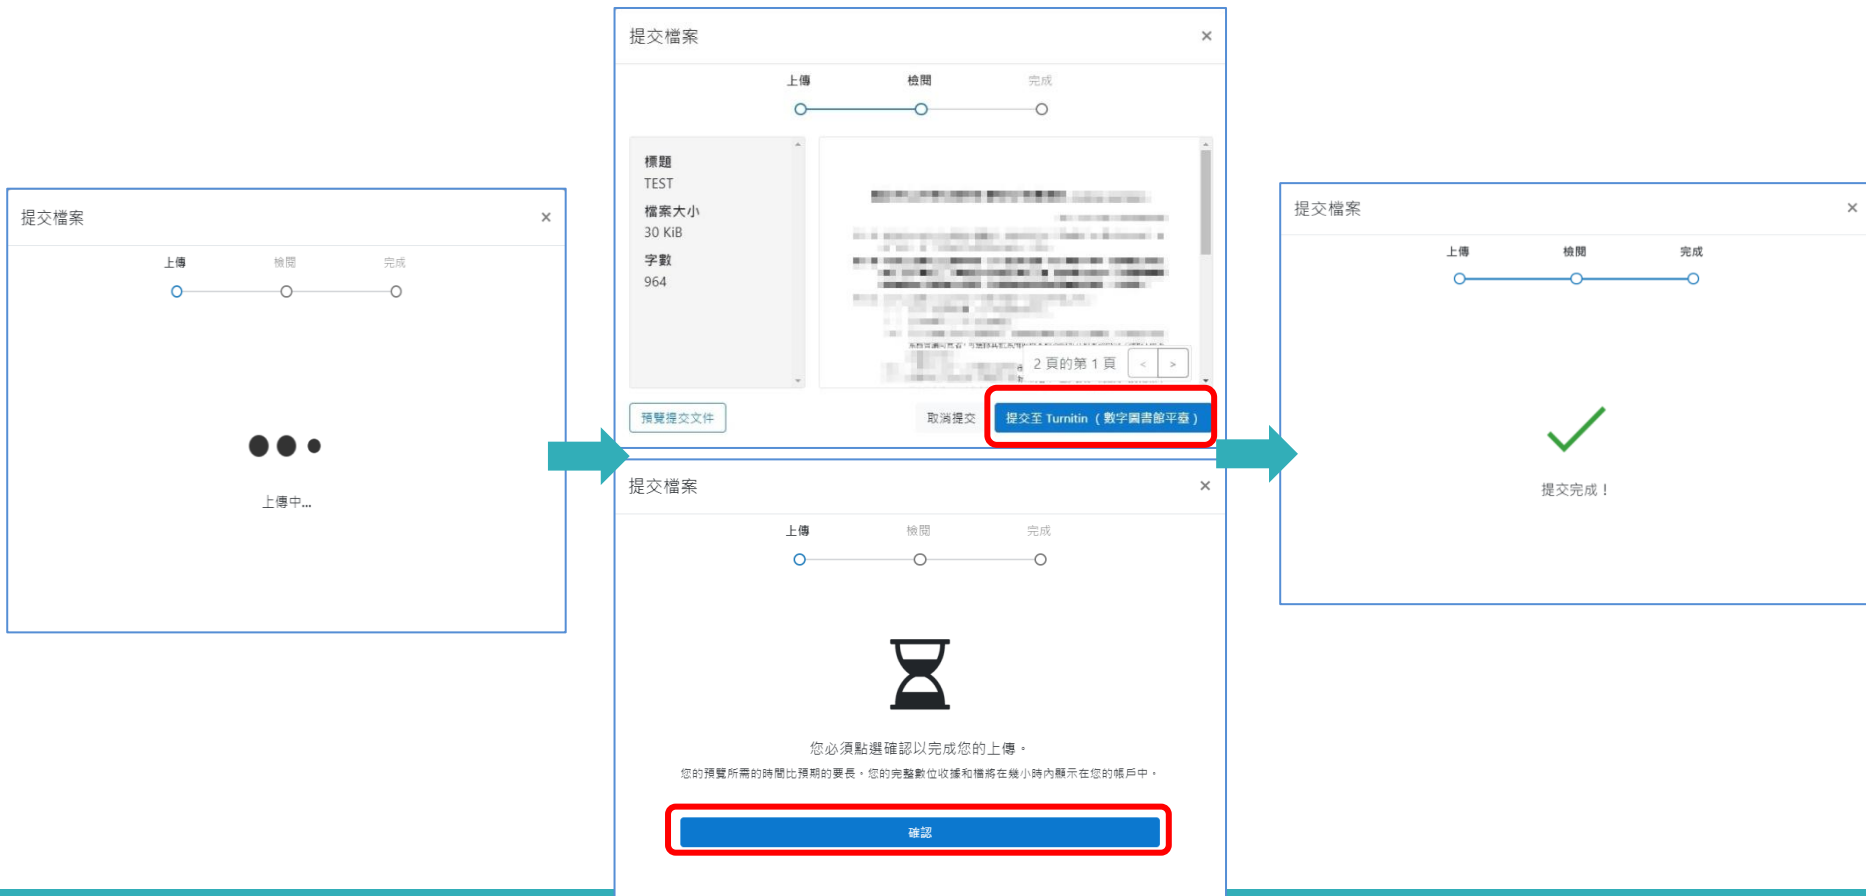 提交檔案
×
上傳
檢閱
完成
上傳中...
提交檔案
×
上傳
檢閱
完成
標題
TEST
檔案大小
30 KiB
字數
964
2 頁的第 1 頁
<
>
預覽提交文件
取消提交
提交至 Turnitin （數字圖書館平臺）
提交檔案
×
上傳
檢閱
完成
您必須點選確認以完成您的上傳。
您的預覽所需的時間比預期的要長。您的完整數位收據和檔將在幾小時內顯示在您的帳戶中。
確認
提交檔案
×
上傳
檢閱
完成
提交完成！